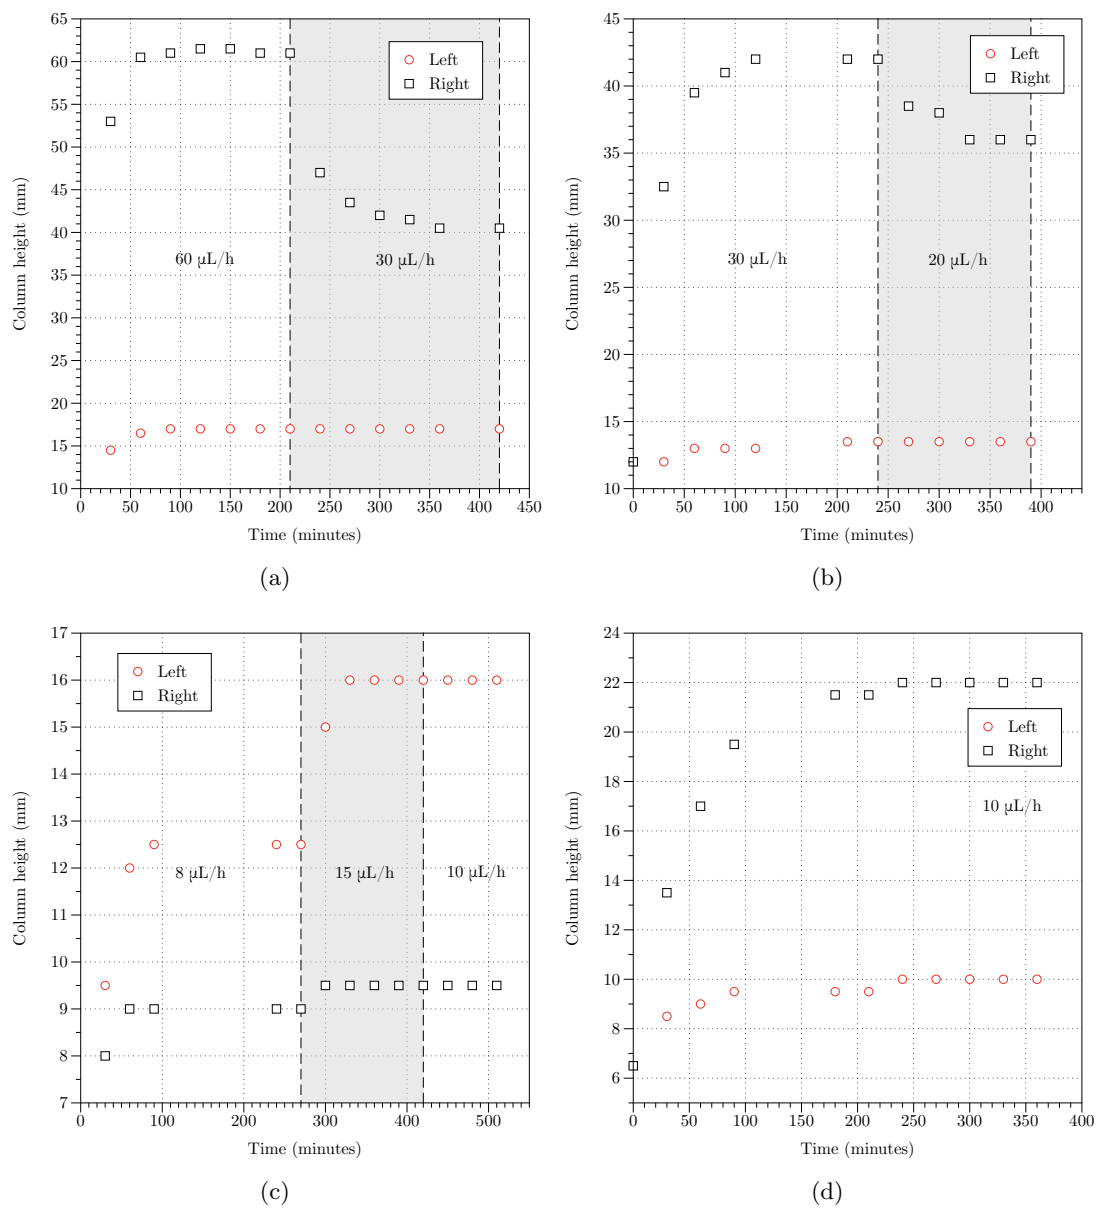 65
60
55
50
45
40
35
30
25
20
15
10
Column height (mm)
Left
Right
60 µL/h
30 µL/h
0 50 100 150 200 250 300 350 400 450
Time (minutes)
(a)
45
40
35
30
25
20
15
10
Column height (mm)
Left
Right
30 µL/h
20 µL/h
0 50 100 150 200 250 300 350 400
Time (minutes)
(b)
17
16
15
14
13
12
11
10
9
8
7
Column height (mm)
Left
Right
8 µL/h
15 µL/h
10 µL/h
0 100 200 300 400 500
Time (minutes)
(c)
24
22
20
18
16
14
12
10
8
6
Column height (mm)
Left
Right
10 µL/h
0 50 100 150 200 250 300 350 400
Time (minutes)
(d)